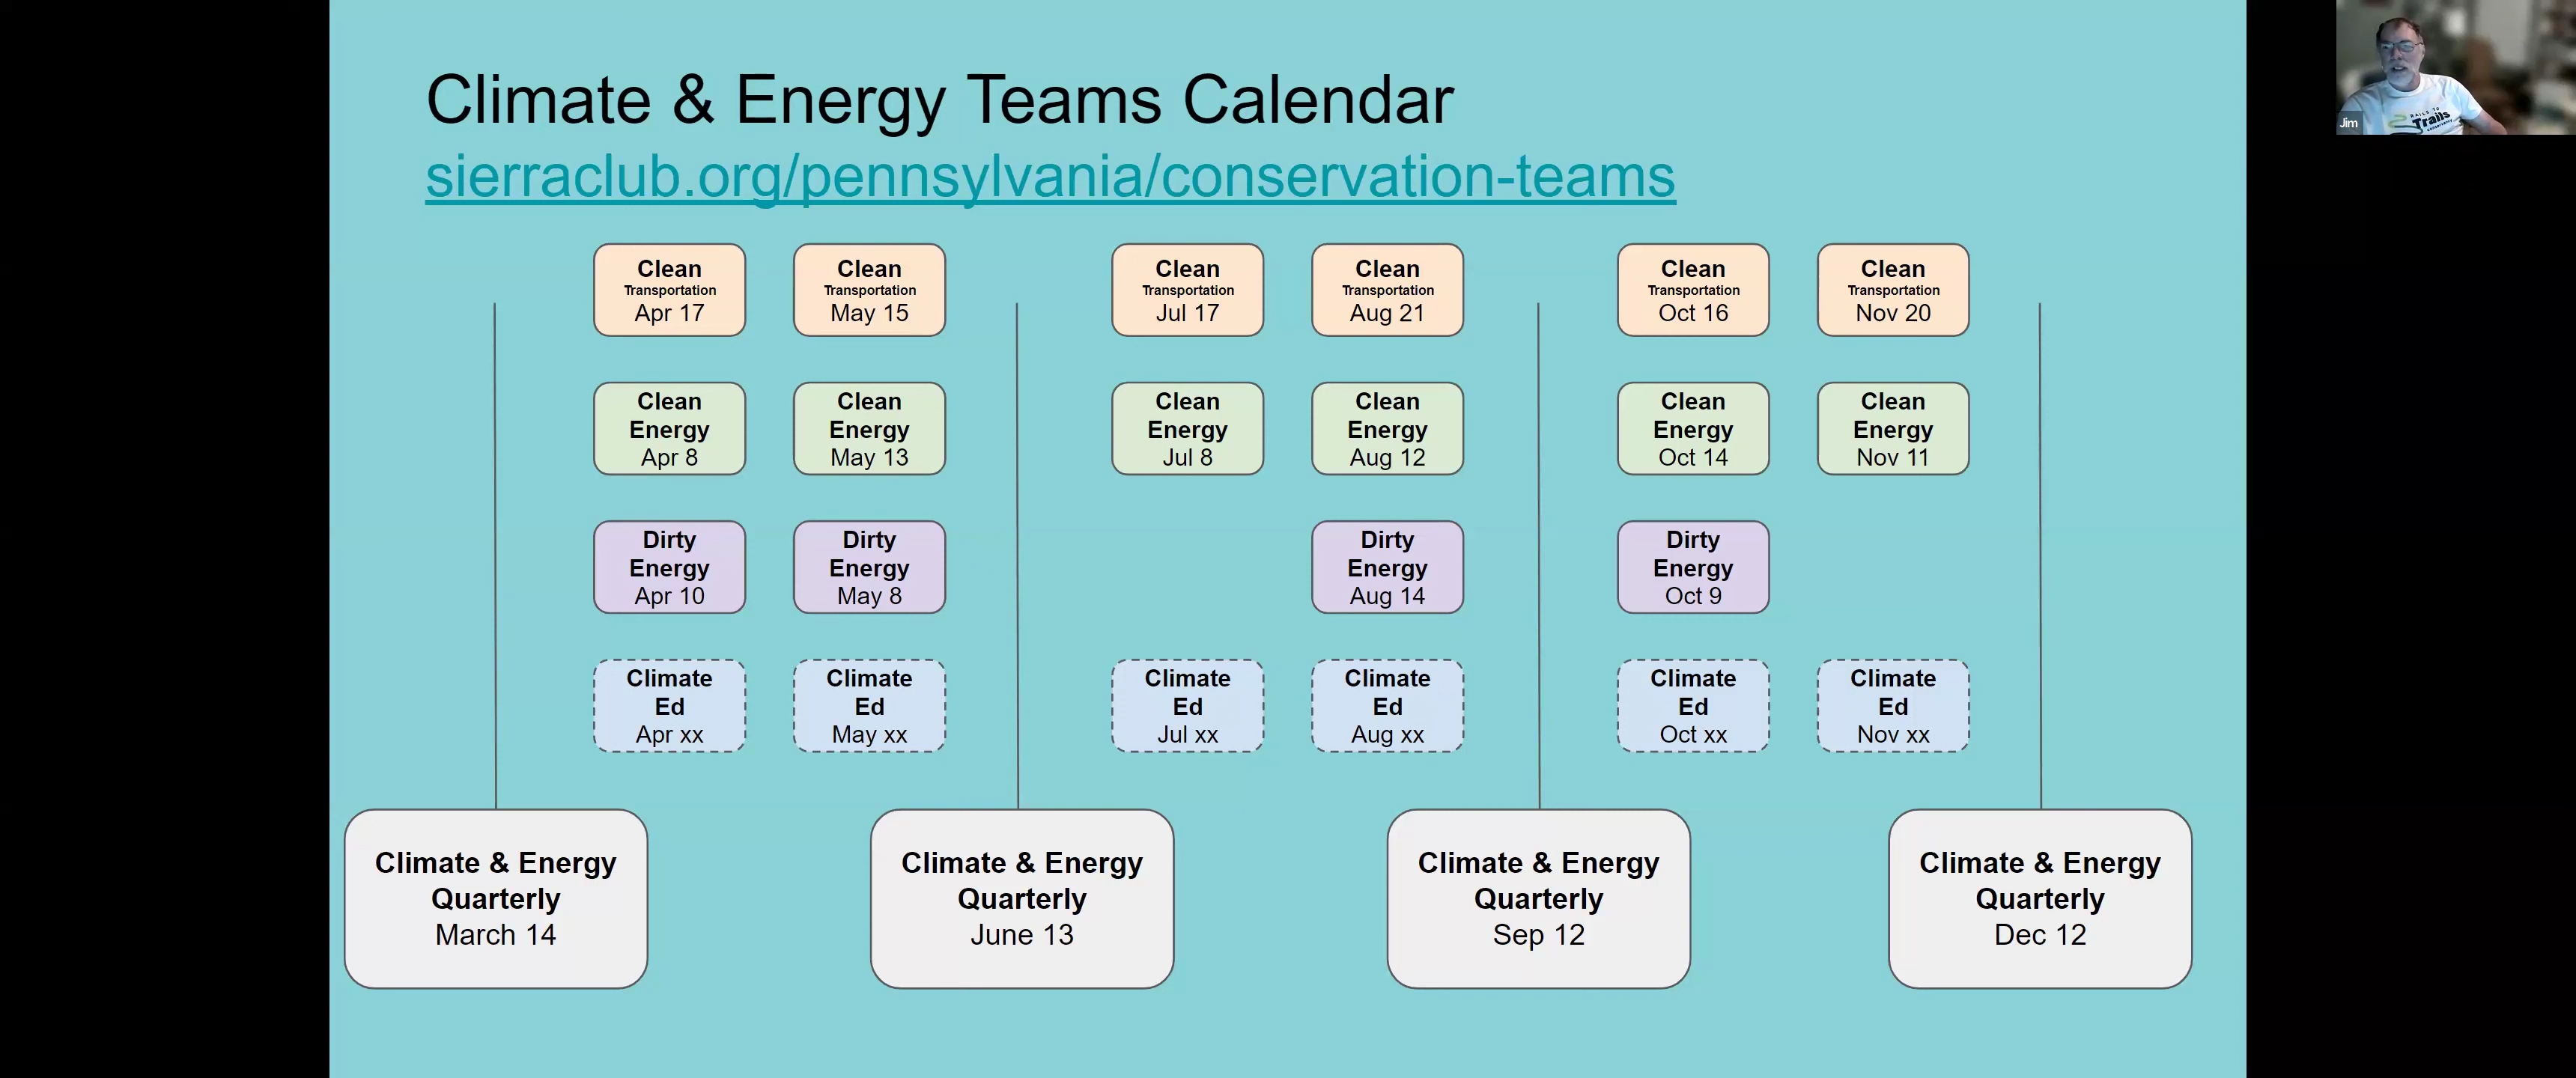 Climate & Energy Teams Calendar
sierraclub.org/pennsylvania/conservation-teams
Clean
Transportation
Apr 17
Clean
Transportation
May 15
Clean
Transportation
Jul 17
Clean
Transportation
Aug 21
Clean
Transportation
Oct 16
Clean
Transportation
Nov 20
Clean
Energy
Apr 8
Clean
Energy
May 13
Clean
Energy
Jul 8
Clean
Energy
Aug 12
Clean
Energy
Oct 14
Clean
Energy
Nov 11
Dirty
Energy
Apr 10
Dirty
Energy
May 8
Dirty
Energy
Aug 14
Dirty
Energy
Oct 9
Climate
Ed
Apr xx
Climate
Ed
May xx
Climate
Ed
Jul xx
Climate
Ed
Aug xx
Climate
Ed
Oct xx
Climate
Ed
Nov xx
Climate & Energy
Quarterly
March 14
Climate & Energy
Quarterly
June 13
Climate & Energy
Quarterly
Sep 12
Climate & Energy
Quarterly
Dec 12
RAILS TO
Trails
conservancy
Jim